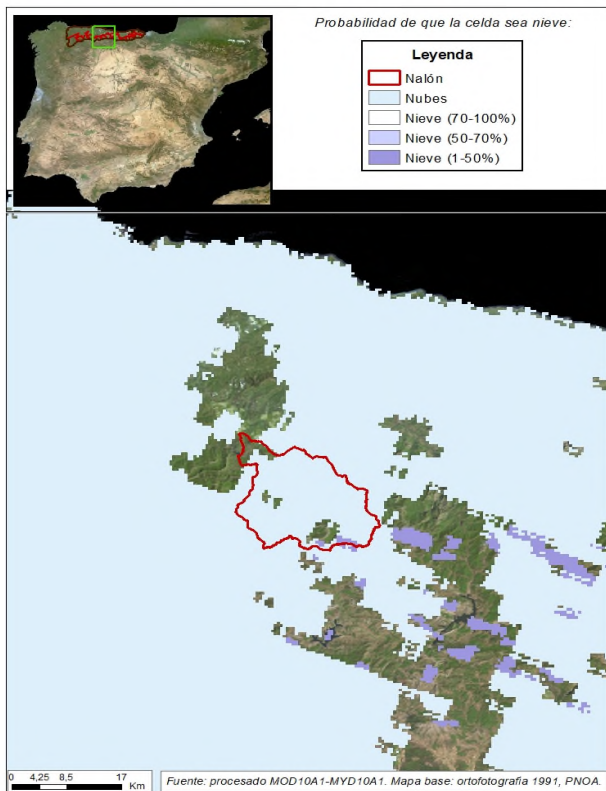 Probabilidad de que la celda sea nieve:
Leyenda
Nalón
Nubes
Nieve (70-100%)
Nieve (50-70%)
Nieve (1-50%)
0 4,25 8,5 17
Km
Fuente: procesado MOD10A1-MYD10A1. Mapa base: ortofotografia 1991, PNOA.